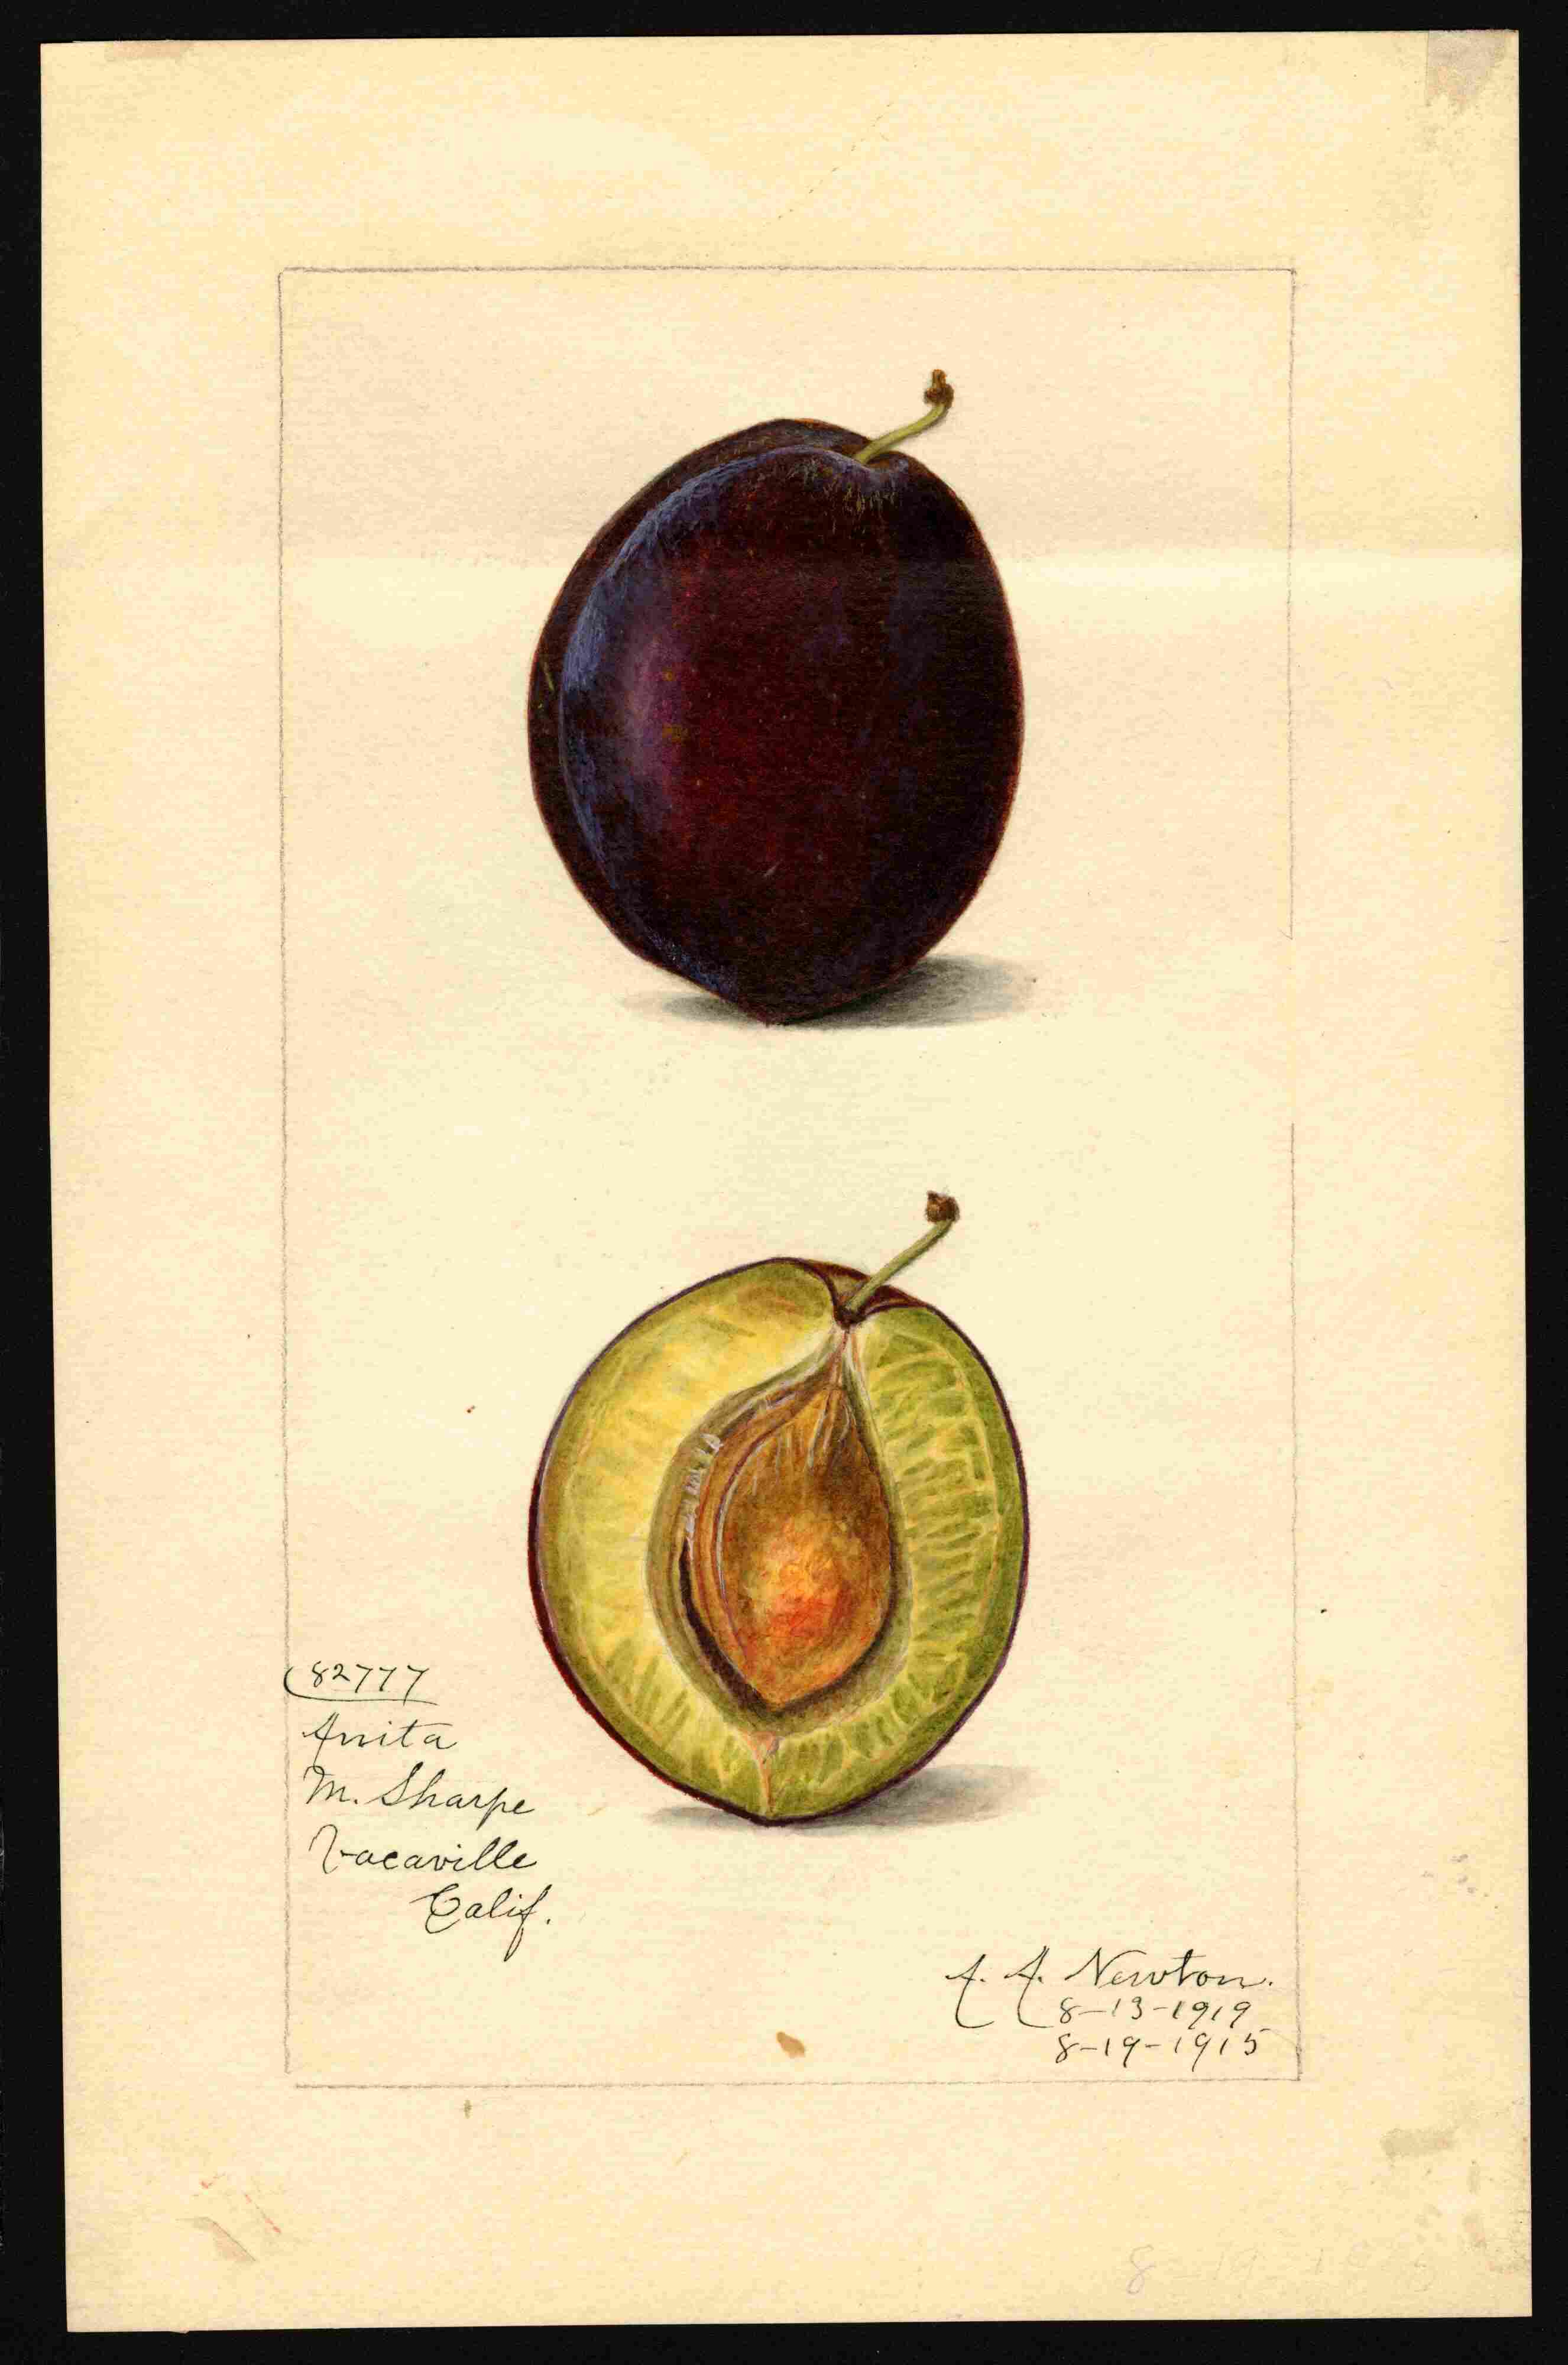 82777
Anita
M. Sharpe
Vacaville
Calif.
A. A. Newton.
8-13-1919
8-19-1915